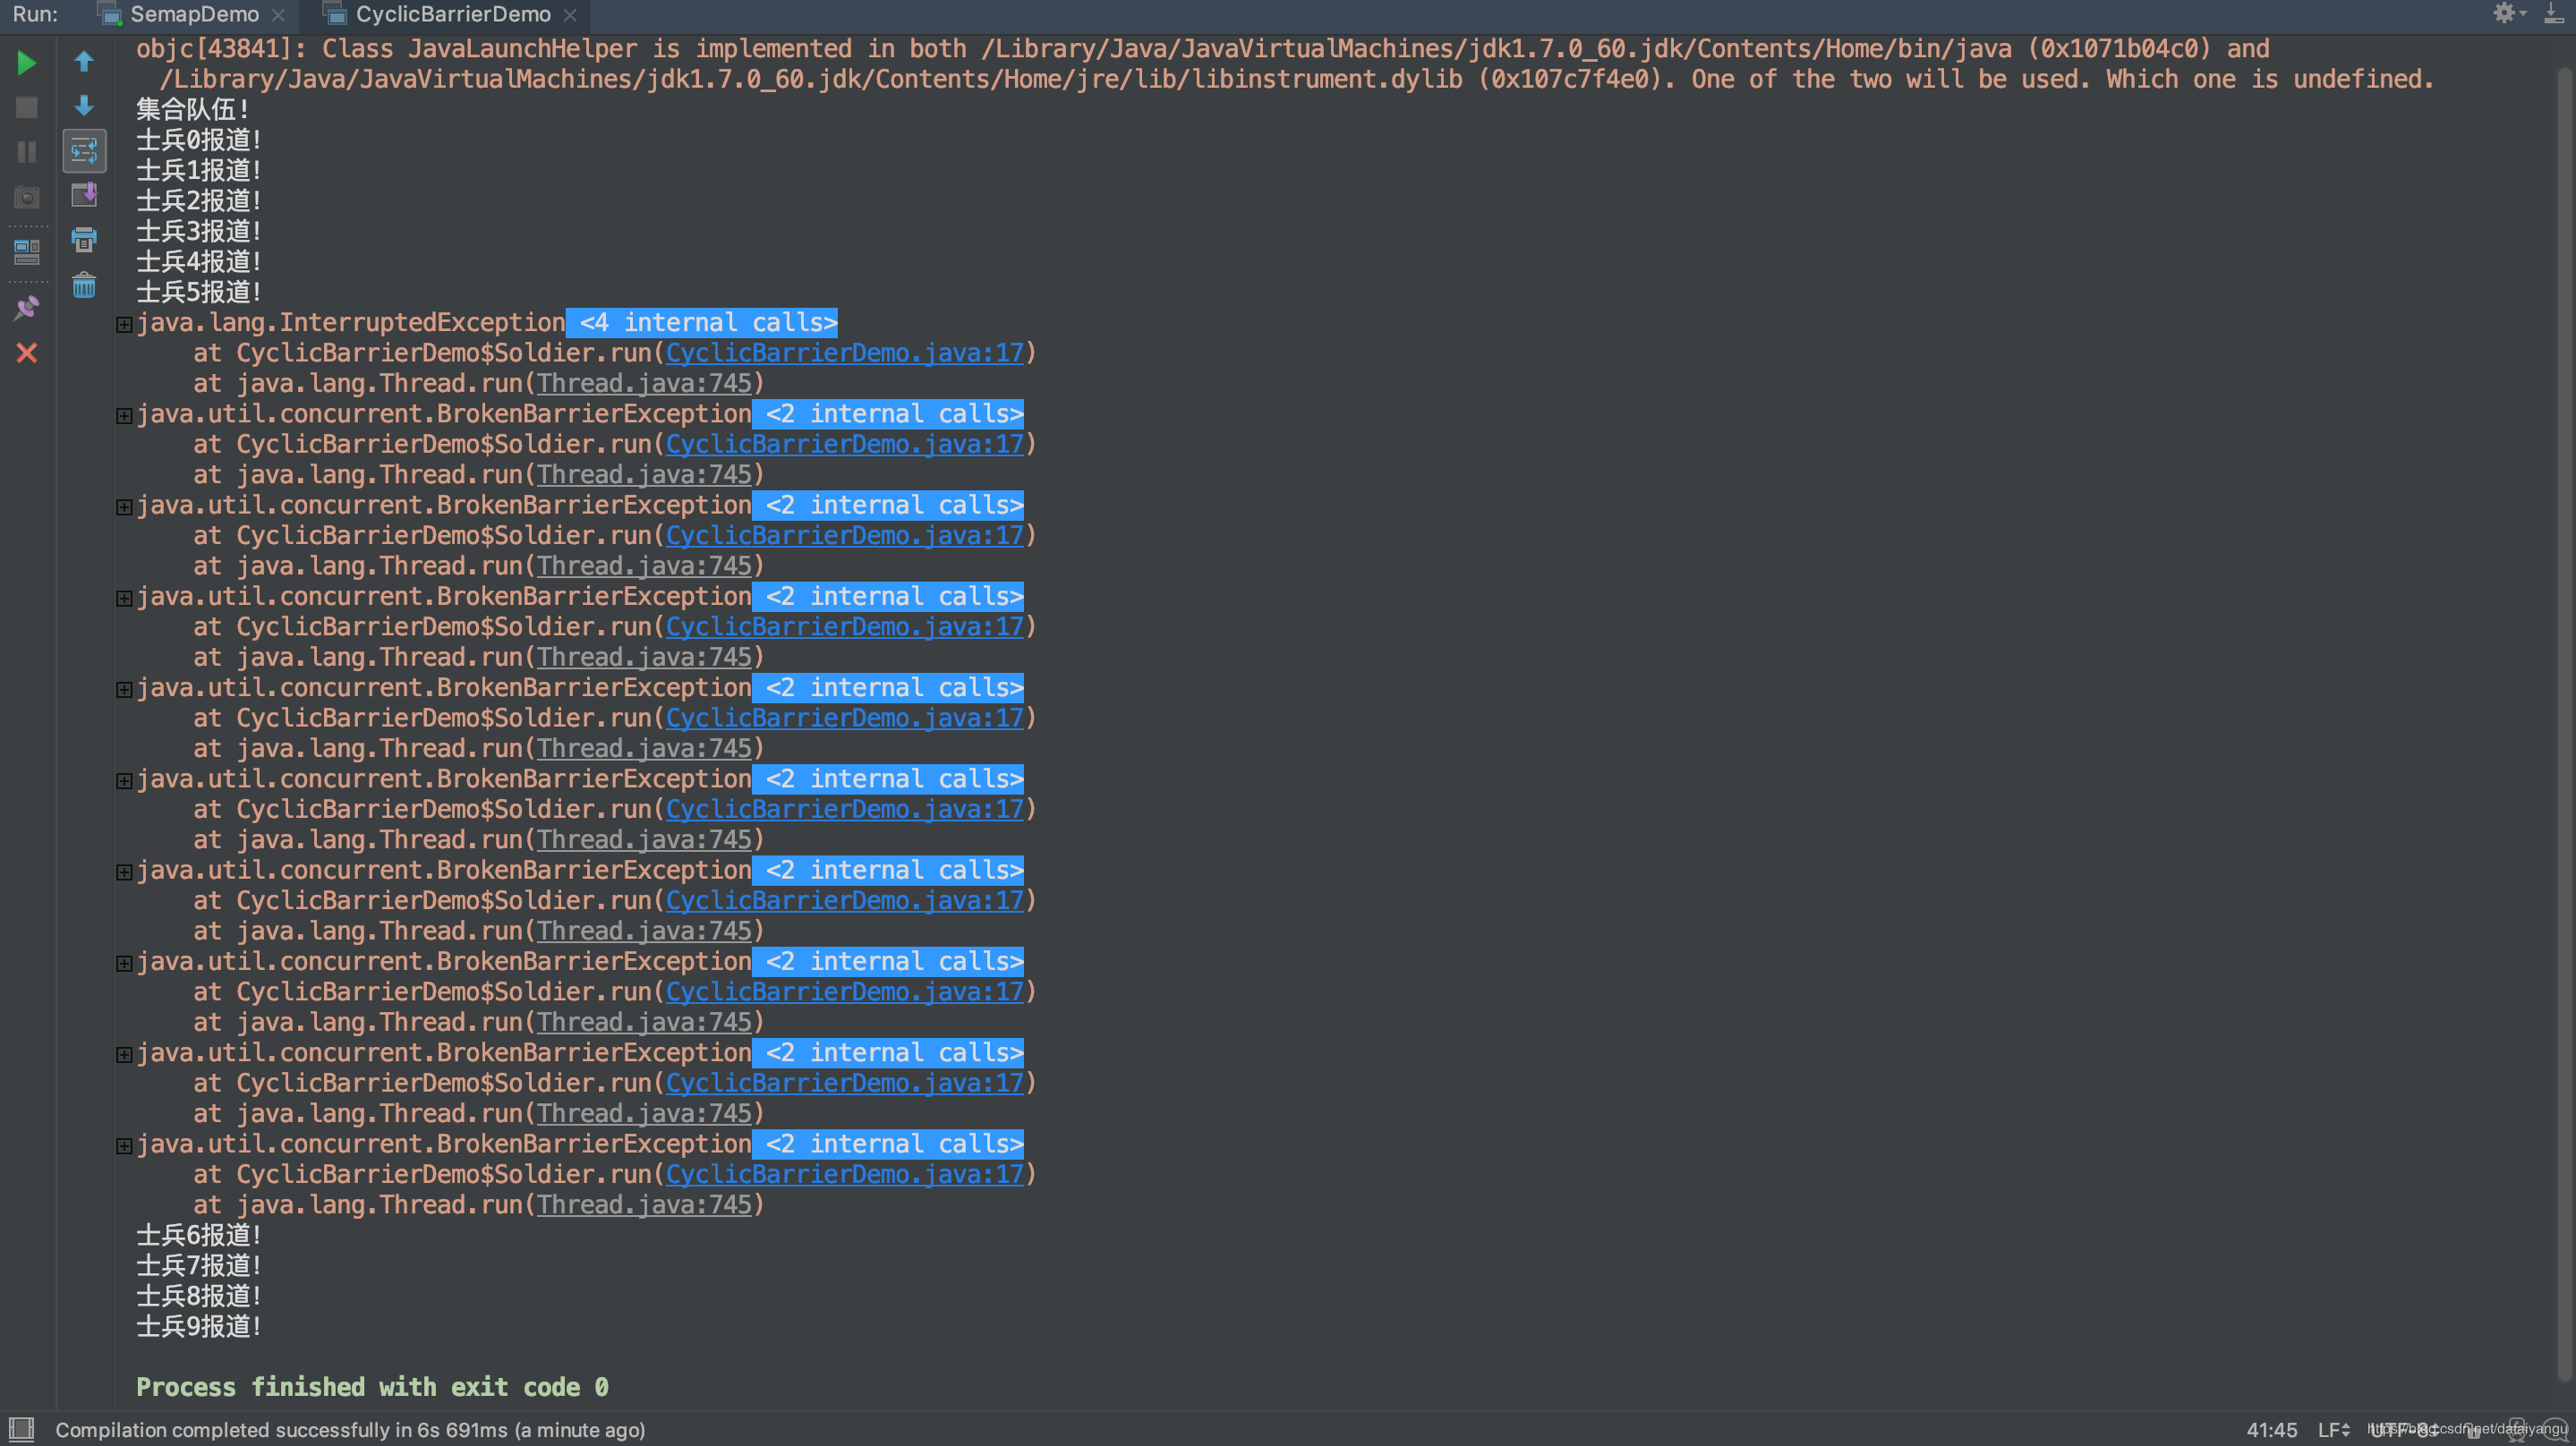 Run: SemapDemo CyclicBarrierDemo
objc[43841]: Class JavaLaunchHelper is implemented in both /Library/Java/JavaVirtualMachines/jdk1.7.0_60.jdk/Contents/Home/bin/java (0x1071b04c0) and
/Library/Java/JavaVirtualMachines/jdk1.7.0_60.jdk/Contents/Home/jre/lib/libinstrument.dylib (0x107c7f4e0). One of the two will be used. Which one is undefined.
集合队伍!
士兵0报道!
士兵1报道!
士兵2报道!
士兵3报道!
士兵4报道!
士兵5报道!
java.lang.InterruptedException <4 internal calls>
at CyclicBarrierDemo$Soldier.run(CyclicBarrierDemo.java:17)
at java.lang.Thread.run(Thread.java:745)
java.util.concurrent.BrokenBarrierException <2 internal calls>
at CyclicBarrierDemo$Soldier.run(CyclicBarrierDemo.java:17)
at java.lang.Thread.run(Thread.java:745)
java.util.concurrent.BrokenBarrierException <2 internal calls>
at CyclicBarrierDemo$Soldier.run(CyclicBarrierDemo.java:17)
at java.lang.Thread.run(Thread.java:745)
java.util.concurrent.BrokenBarrierException <2 internal calls>
at CyclicBarrierDemo$Soldier.run(CyclicBarrierDemo.java:17)
at java.lang.Thread.run(Thread.java:745)
java.util.concurrent.BrokenBarrierException <2 internal calls>
at CyclicBarrierDemo$Soldier.run(CyclicBarrierDemo.java:17)
at java.lang.Thread.run(Thread.java:745)
java.util.concurrent.BrokenBarrierException <2 internal calls>
at CyclicBarrierDemo$Soldier.run(CyclicBarrierDemo.java:17)
at java.lang.Thread.run(Thread.java:745)
java.util.concurrent.BrokenBarrierException <2 internal calls>
at CyclicBarrierDemo$Soldier.run(CyclicBarrierDemo.java:17)
at java.lang.Thread.run(Thread.java:745)
java.util.concurrent.BrokenBarrierException <2 internal calls>
at CyclicBarrierDemo$Soldier.run(CyclicBarrierDemo.java:17)
at java.lang.Thread.run(Thread.java:745)
java.util.concurrent.BrokenBarrierException <2 internal calls>
at CyclicBarrierDemo$Soldier.run(CyclicBarrierDemo.java:17)
at java.lang.Thread.run(Thread.java:745)
java.util.concurrent.BrokenBarrierException <2 internal calls>
at CyclicBarrierDemo$Soldier.run(CyclicBarrierDemo.java:17)
at java.lang.Thread.run(Thread.java:745)
士兵6报道!
士兵7报道!
士兵8报道!
士兵9报道!
Process finished with exit code 0
Compilation completed successfully in 6s 691ms (a minute ago) 41:45 LF UTF-8 https://blog.csdn.net/dataiyangu